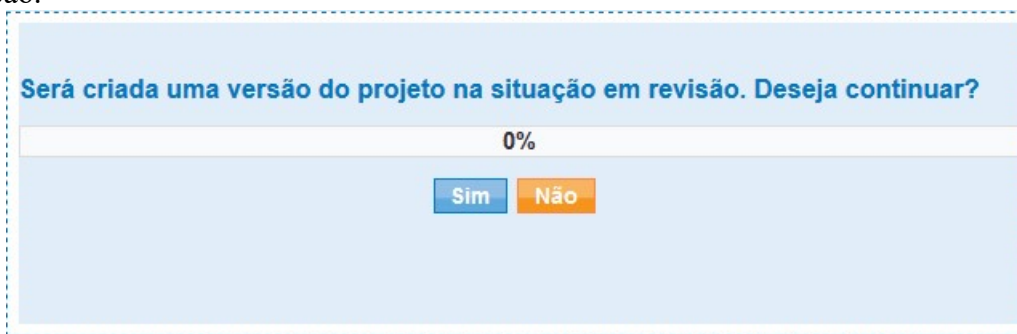 Será criada uma versão do projeto na situação em revisão. Deseja continuar?
0%
Sim Não